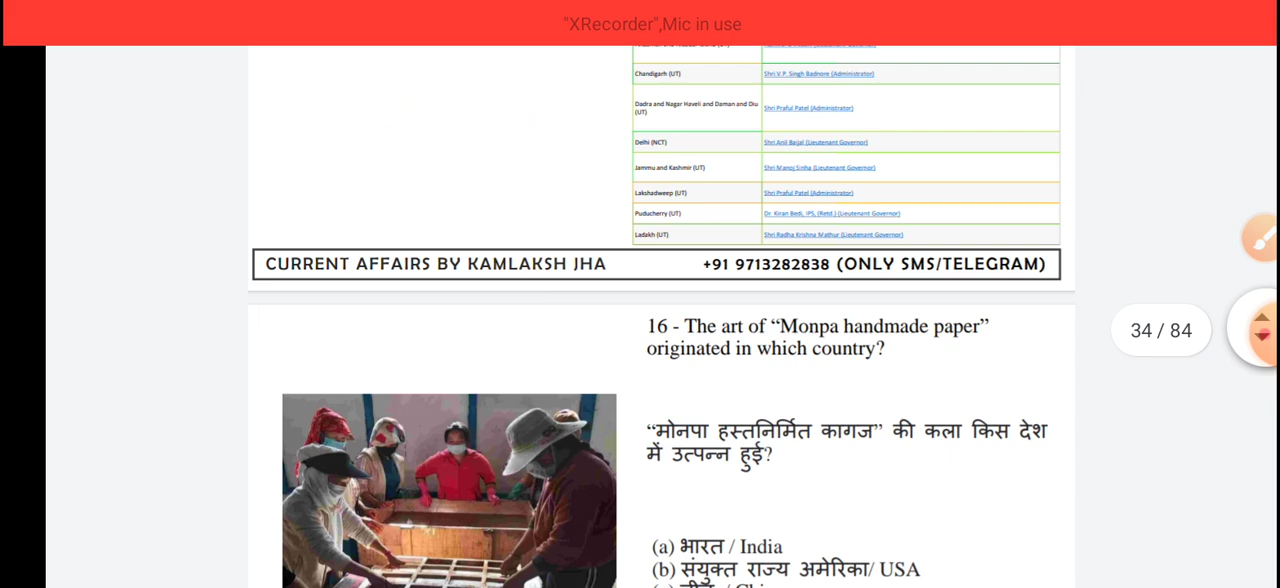 "XRecorder",Mic in use
Chandigarh (UT) Shri V.P. Singh Badnore (Administrator)
Dadra and Nagar Haveli and Daman and Diu
(UT) Shri Praful Patel (Administrator)
Delhi (NCT) Shri Anil Baijal (Lieutenant Governor)
Jammu and Kashmir (UT) Shri Manoj Sinha (Lieutenant Governor)
Lakshadweep (UT) Shri Praful Patel (Administrator)
Puducherry (UT) Dr. Kiran Bedi, IPS, (Retd.) (Lieutenant Governor)
Ladakh (UT) Shri Radha Krishna Mathur (Lieutenant Governor)
CURRENT AFFAIRS BY KAMLAKSH JHA +91 9713282838 (ONLY SMS/TELEGRAM)
34 / 84
16 - The art of “Monpa handmade paper”
originated in which country?
“मोनपा हस्तनिर्मित कागज” की कला किस देश
में उत्पन्न हुई?
(a) भारत / India
(b) संयुक्त राज्य अमेरिका/ USA